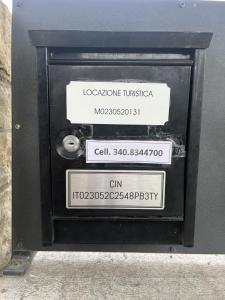 LOCAZIONE TURISTICA
M0230520131
Cell. 340.8344700
CIN
IT023052C2548PB3TY